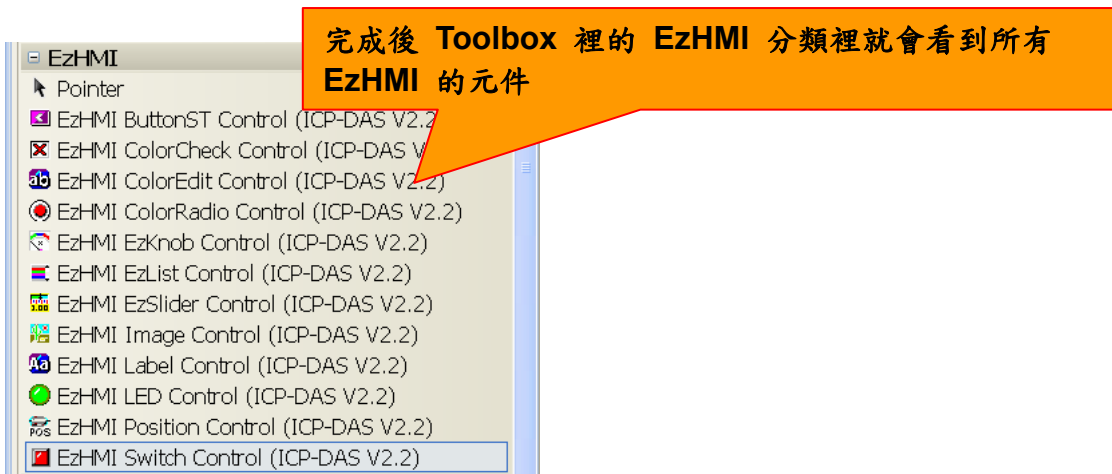 完成後 Toolbox 裡的 EzHMI 分類裡就會看到所有
EzHMI 的元件
EzHMI
Pointer
EzHMI ButtonST Control (ICP-DAS V2.2
EzHMI ColorCheck Control (ICP-DAS V
EzHMI ColorEdit Control (ICP-DAS V2.2)
EzHMI ColorRadio Control (ICP-DAS V2.2)
EzHMI EzKnob Control (ICP-DAS V2.2)
EzHMI EzList Control (ICP-DAS V2.2)
EzHMI EzSlider Control (ICP-DAS V2.2)
EzHMI Image Control (ICP-DAS V2.2)
EzHMI Label Control (ICP-DAS V2.2)
EzHMI LED Control (ICP-DAS V2.2)
EzHMI Position Control (ICP-DAS V2.2)
EzHMI Switch Control (ICP-DAS V2.2)